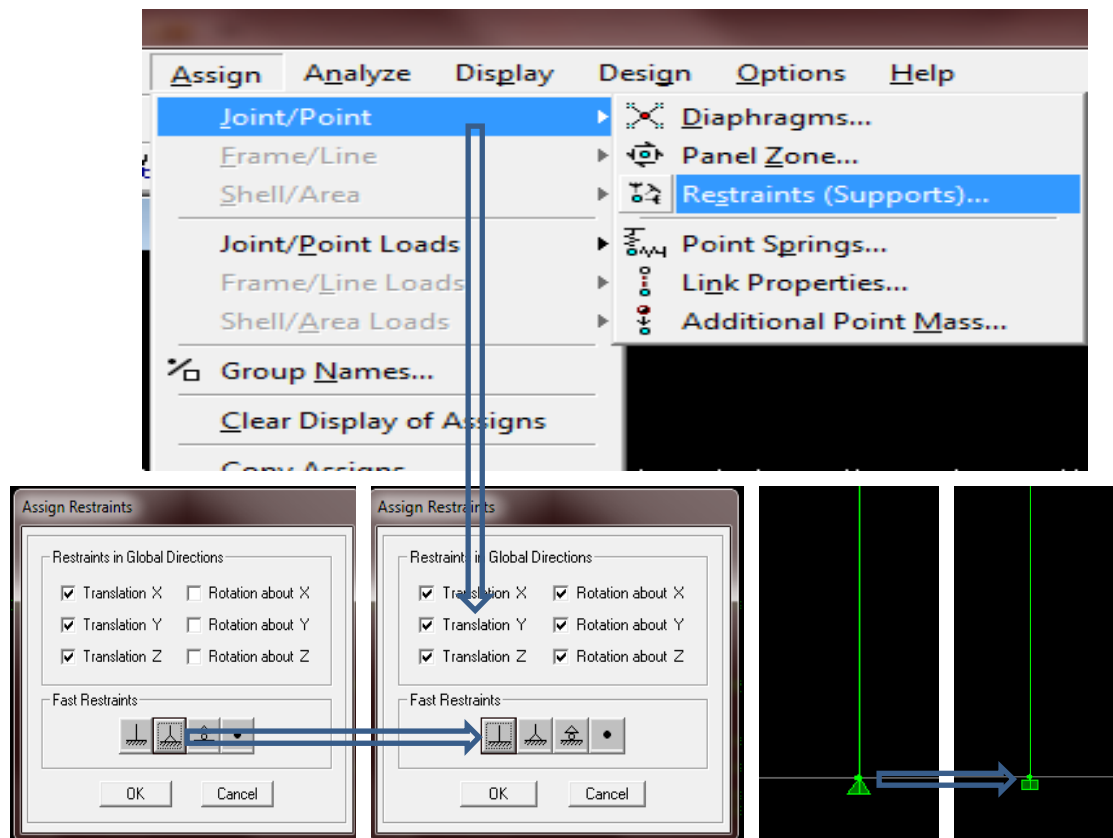 Assign Analyze Display Design Options Help
Joint/Point
Frame/Line
Shell/Area
Joint/Point Loads
Frame/Line Loads
Shell/Area Loads
Group Names...
Clear Display of Assigns
Copy Assigns
Diaphragms...
Panel Zone...
Restraints (Supports)...
Point Springs...
Link Properties...
Additional Point Mass...
Assign Restraints
Restraints in Global Directions
Translation X Rotation about X
Translation Y Rotation about Y
Translation Z Rotation about Z
Fast Restraints
OK Cancel
Assign Restraints
Restraints in Global Directions
Translation X Rotation about X
Translation Y Rotation about Y
Translation Z Rotation about Z
Fast Restraints
OK Cancel